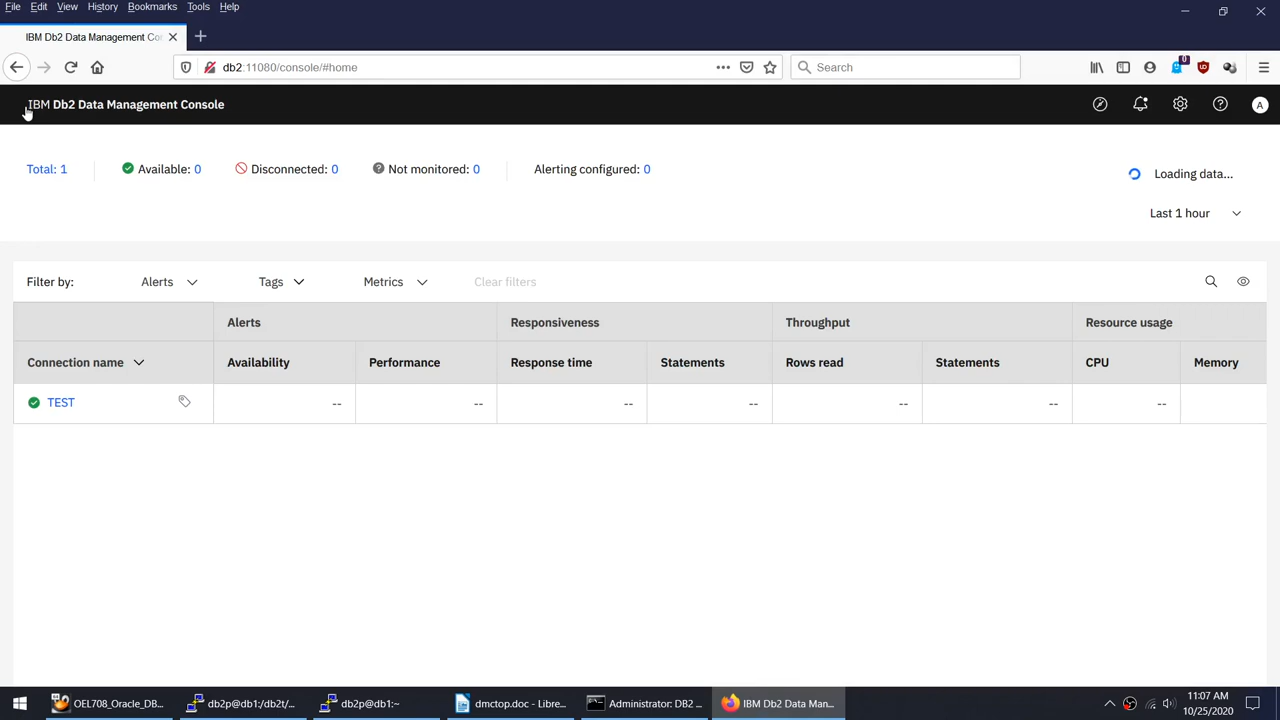 File Edit View History Bookmarks Tools Help
IBM Db2 Data Management Co
db2:11080/console/#home
Search
0
IBM Db2 Data Management Console
A
Total: 1
Available: 0
Disconnected: 0
Not monitored: 0
Alerting configured: 0
Loading data...
Last 1 hour
Filter by: Alerts Tags Metrics Clear filters
Alerts Responsiveness Throughput Resource usage
Connection name Availability Performance Response time Statements Rows read Statements CPU Memory
TEST -- -- -- -- -- -- --
OEL708_Oracle_DB... db2p@db1:/db2t/... db2p@db1:~ dmctop.doc - Libre... Administrator: DB2 ... IBM Db2 Data Man...
11:07 AM
10/25/2020